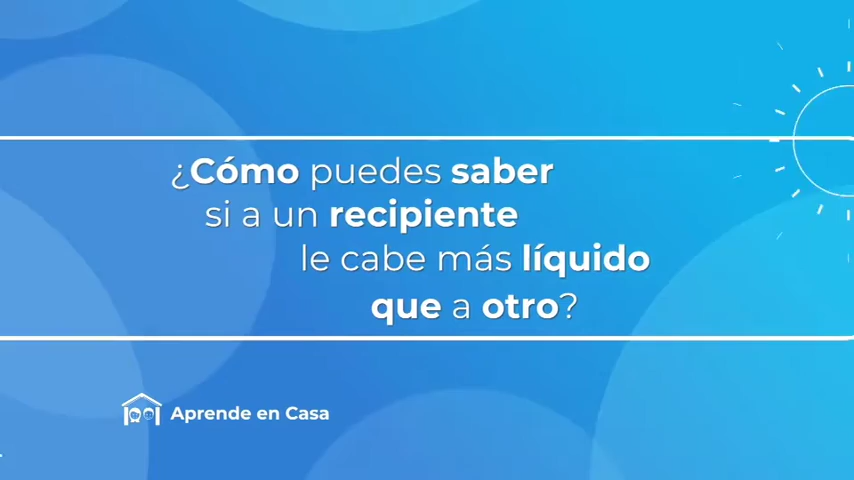 ¿Cómo puedes saber
si a un recipiente
le cabe más líquido
que a otro?
Aprende en Casa